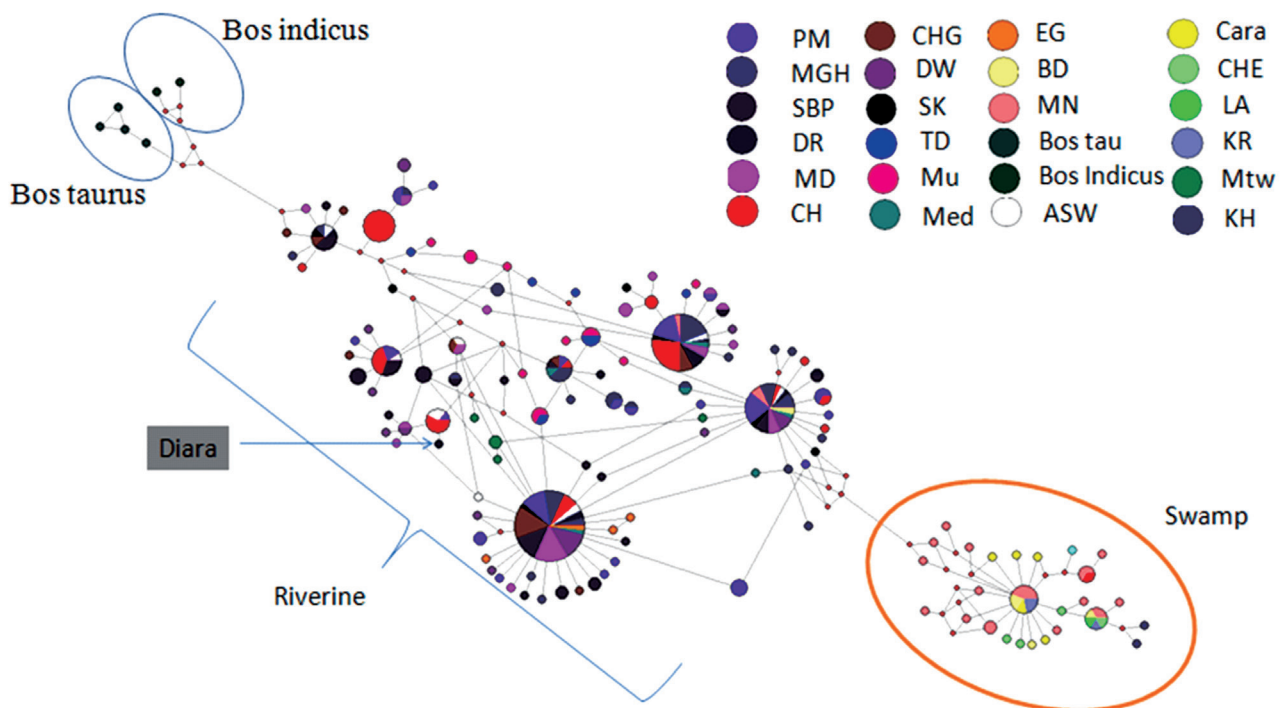 Bos indicus
Bos taurus
PM
MGH
SBP
DR
MD
CH
CHG
DW
SK
TD
Mu
Med
EG
BD
MN
Bos tau
Bos Indicus
ASW
Cara
CHE
LA
KR
Mtw
KH
Diara
Riverine
Swamp